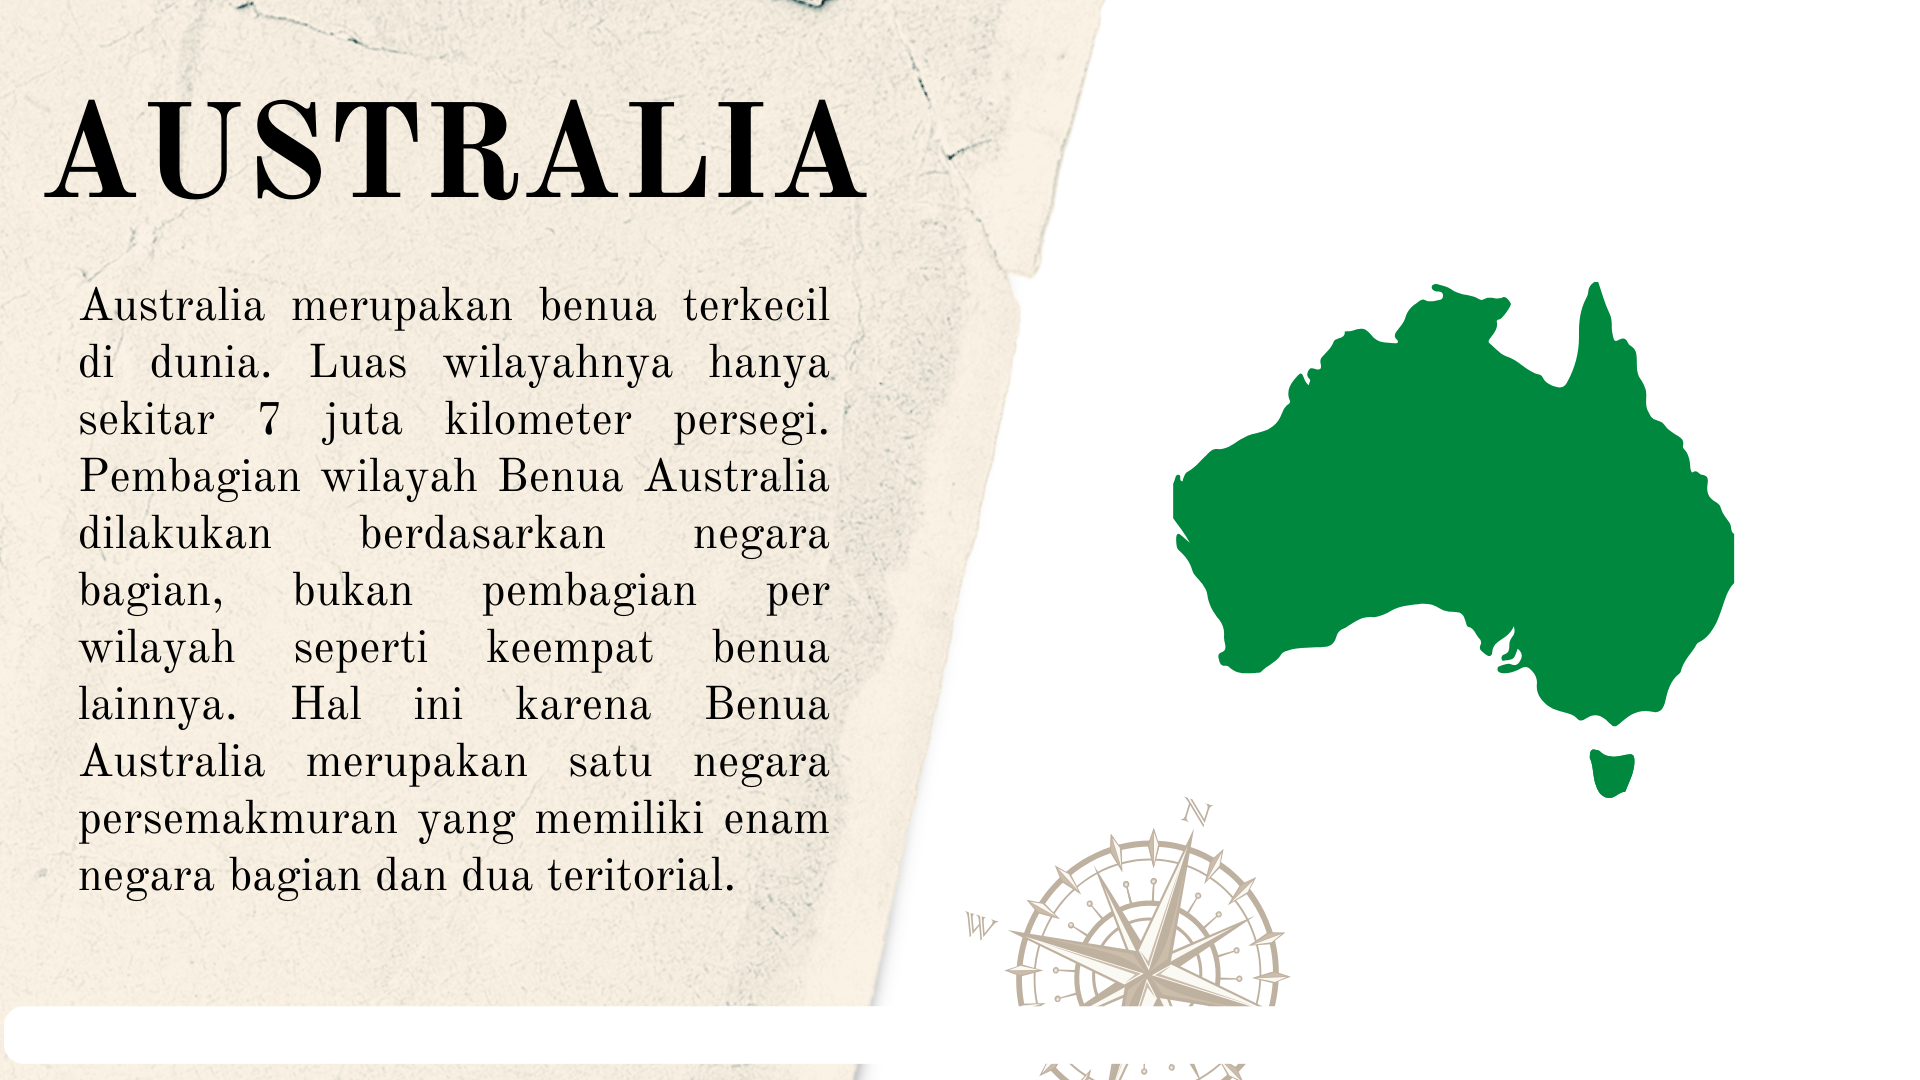 AUSTRALIA
Australia merupakan benua terkecil
di dunia. Luas wilayahnya hanya
sekitar 7 juta kilometer persegi.
Pembagian wilayah Benua Australia
dilakukan berdasarkan negara
bagian, bukan pembagian per
wilayah seperti keempat benua
lainnya. Hal ini karena Benua
Australia merupakan satu negara
persemakmuran yang memiliki enam
negara bagian dan dua teritorial.
N
W